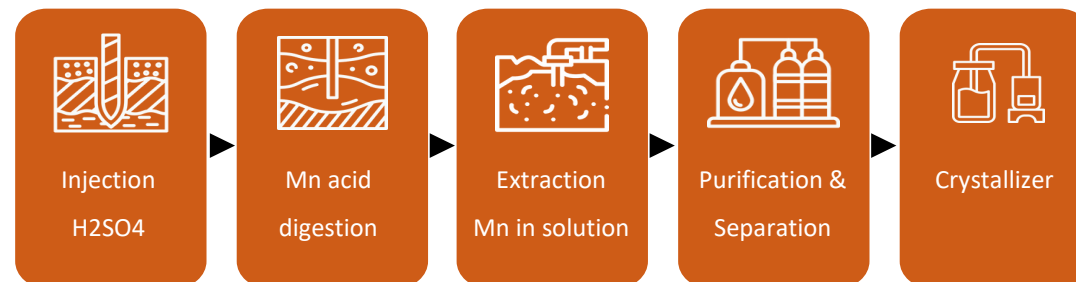 Injection
H2SO4
Mn acid
digestion
Extraction
Mn in solution
Purification &
Separation
Crystallizer